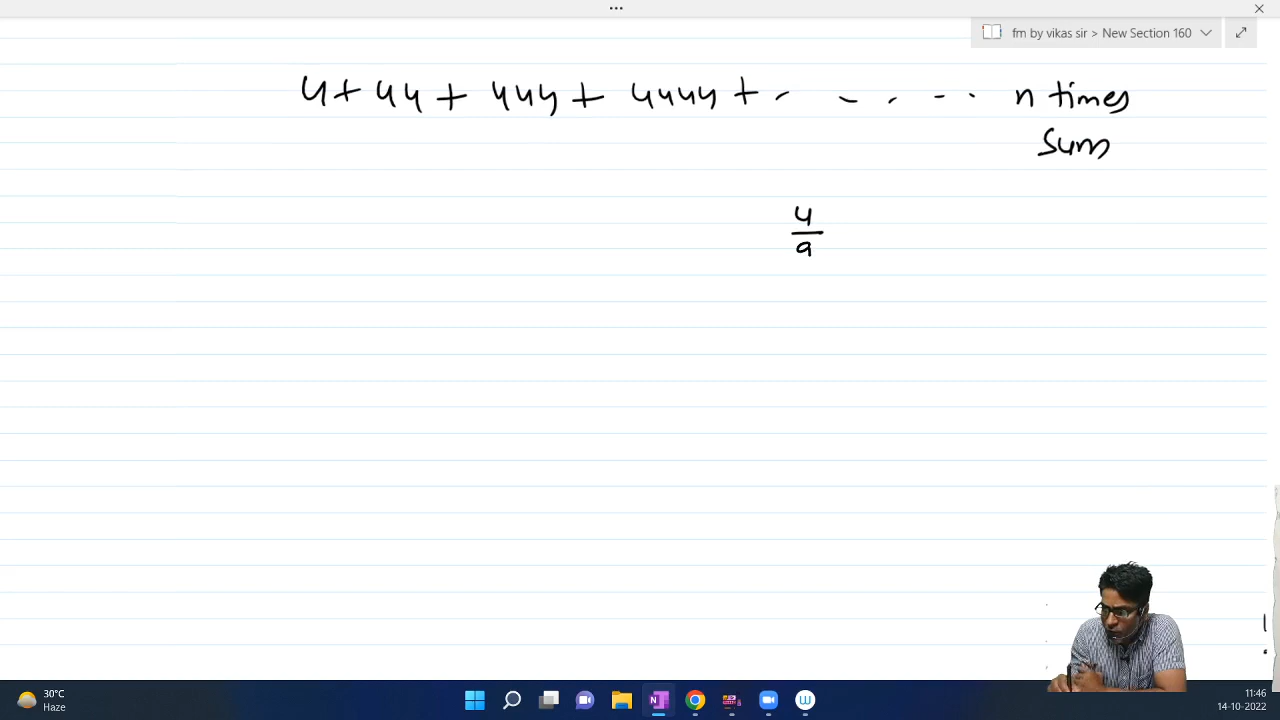 fm by vikas sir > New Section 160
4+ 44 + 444 + 4444 + . - . - . n times
Sum
4
9
30°C
Haze
11:46
14-10-2022